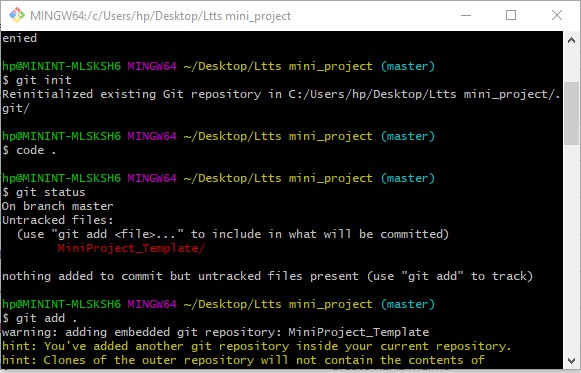 MINGW64:/c/Users/hp/Desktop/Ltts mini_project
enied
hp@MININT-MLSKSH6 MINGW64 ~/Desktop/Ltts mini_project (master)
$ git init
Reinitialized existing Git repository in C:/Users/hp/Desktop/Ltts mini_project/.
git/
hp@MININT-MLSKSH6 MINGW64 ~/Desktop/Ltts mini_project (master)
$ code .
hp@MININT-MLSKSH6 MINGW64 ~/Desktop/Ltts mini_project (master)
$ git status
On branch master
Untracked files:
(use "git add <file>..." to include in what will be committed)
MiniProject_Template/
nothing added to commit but untracked files present (use "git add" to track)
hp@MININT-MLSKSH6 MINGW64 ~/Desktop/Ltts mini_project (master)
$ git add .
warning: adding embedded git repository: MiniProject_Template
hint: You've added another git repository inside your current repository.
hint: Clones of the outer repository will not contain the contents of